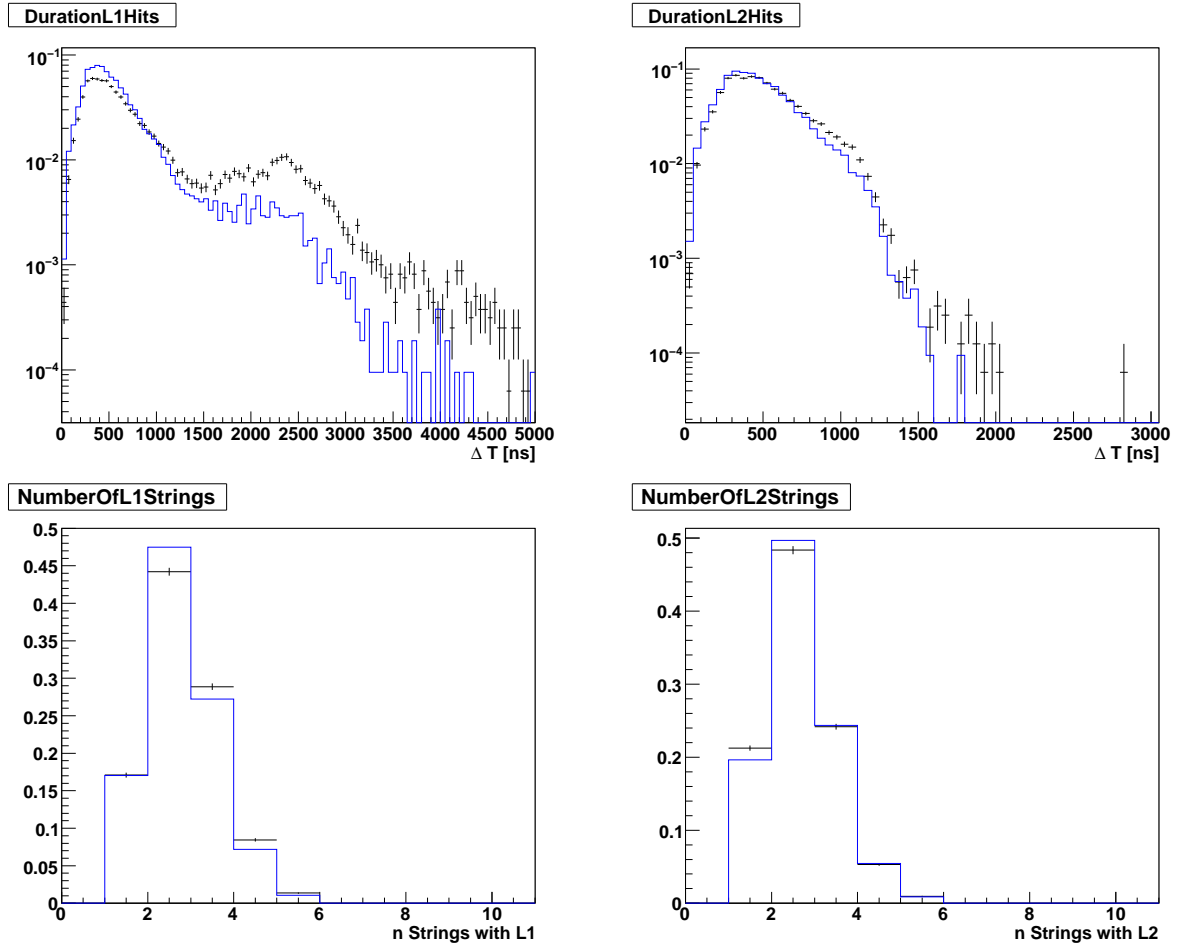 DurationL1Hits
10⁻¹
10⁻²
10⁻³
10⁻⁴
0 500 1000 1500 2000 2500 3000 3500 4000 4500 5000
Δ T [ns]
DurationL2Hits
10⁻¹
10⁻²
10⁻³
10⁻⁴
0 500 1000 1500 2000 2500 3000
Δ T [ns]
NumberOfL1Strings
0.5
0.45
0.4
0.35
0.3
0.25
0.2
0.15
0.1
0.05
0
0 2 4 6 8 10
n Strings with L1
NumberOfL2Strings
0.5
0.4
0.3
0.2
0.1
0
0 2 4 6 8 10
n Strings with L2